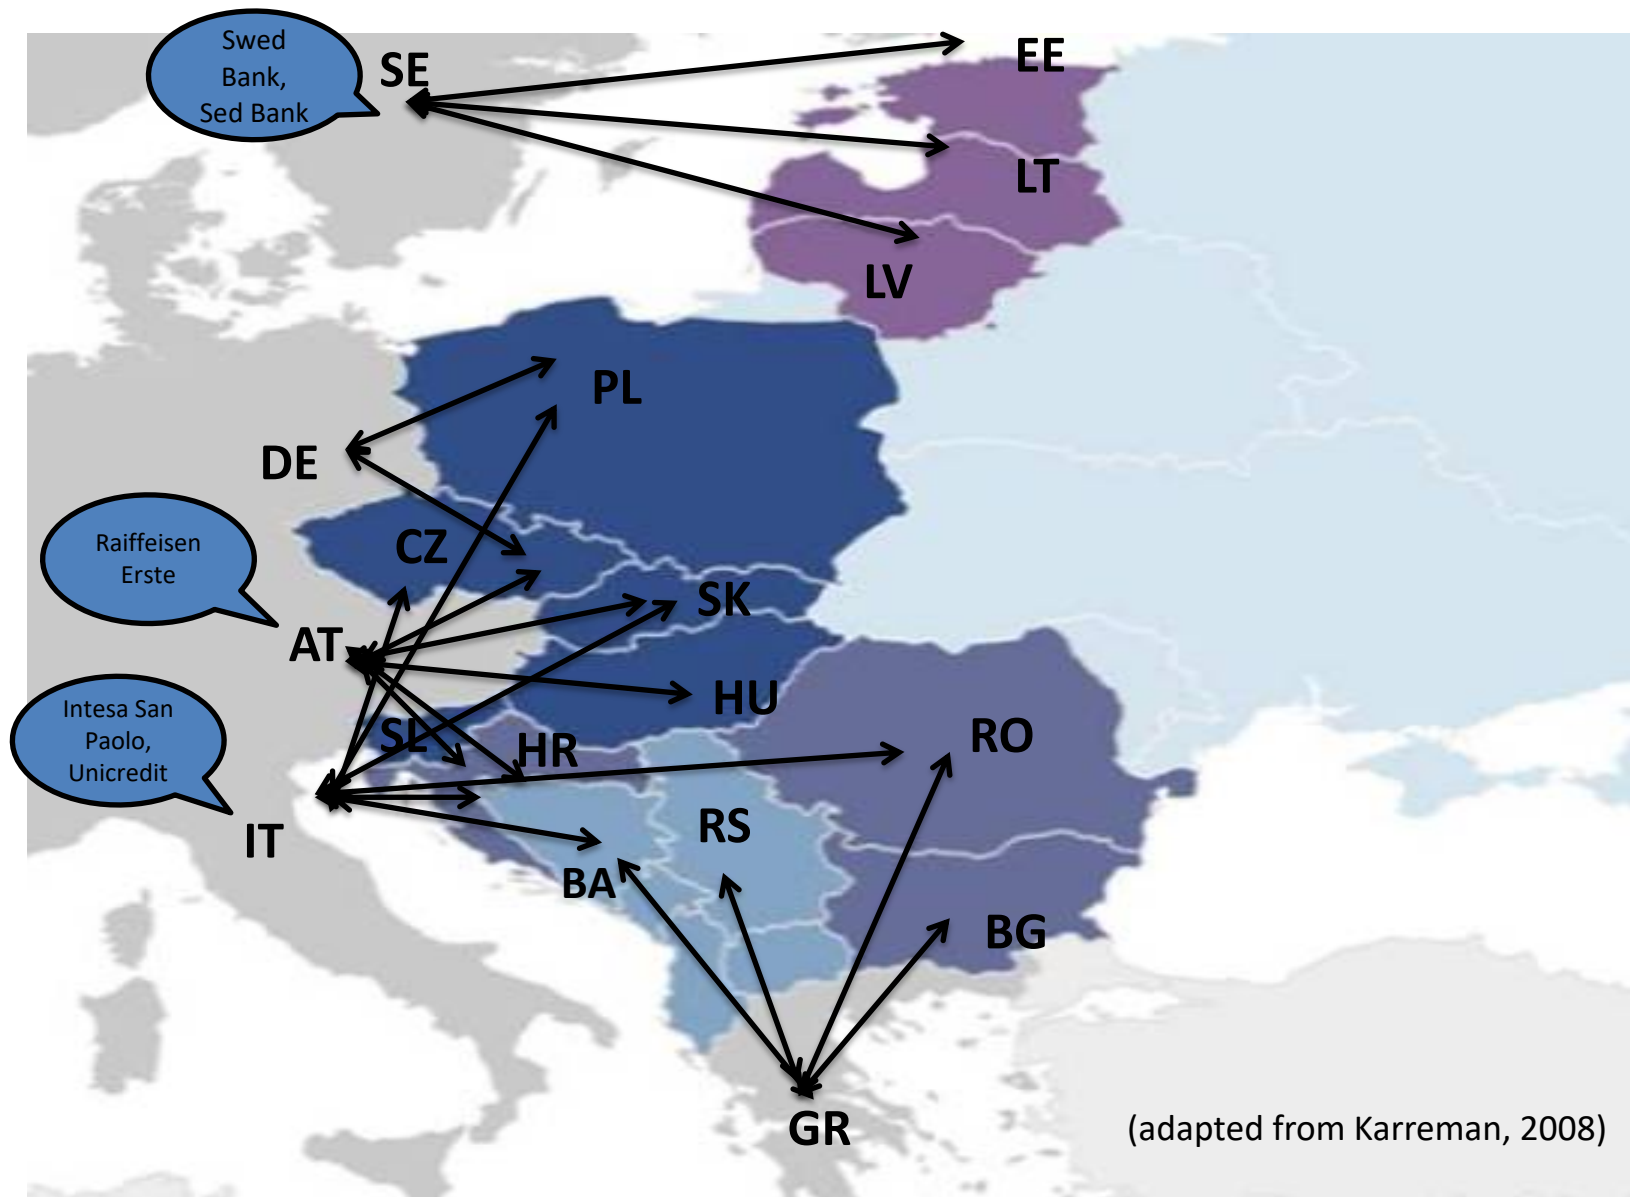 Swed
Bank,
Sed Bank
SE
EE
LT
LV
PL
DE
CZ
Raiffeisen
Erste
SK
AT
HU
Intesa San
Paolo,
Unicredit
SL
HR
RO
RS
IT
BA
BG
GR
(adapted from Karreman, 2008)